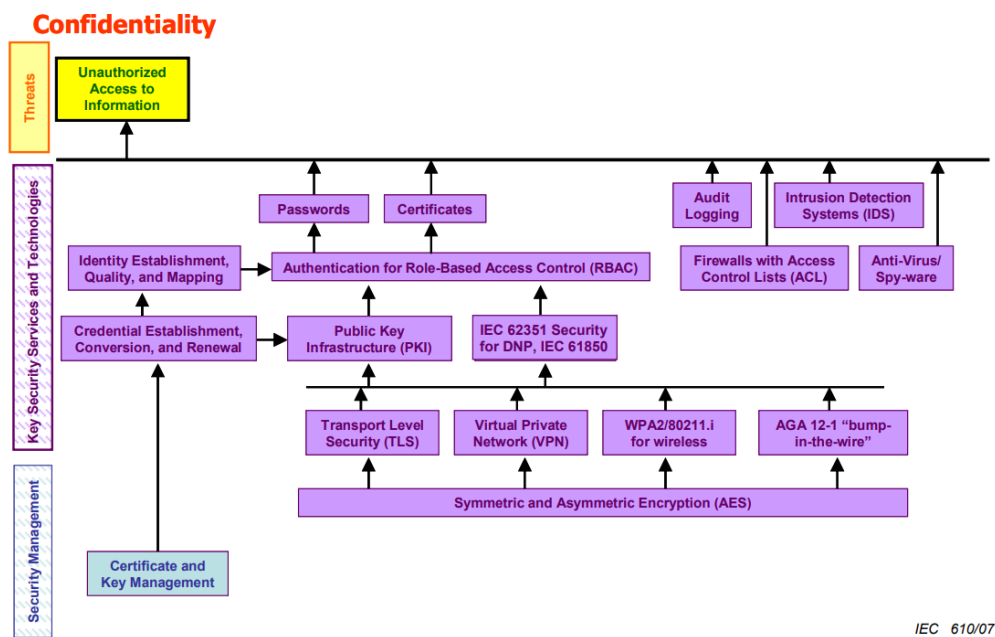 Confidentiality
Threats
Unauthorized
Access to
Information
Key Security Services and Technologies
Passwords
Certificates
Audit
Logging
Intrusion Detection
Systems (IDS)
Identity Establishment,
Quality, and Mapping
Authentication for Role-Based Access Control (RBAC)
Firewalls with Access
Control Lists (ACL)
Anti-Virus/
Spy-ware
Credential Establishment,
Conversion, and Renewal
Public Key
Infrastructure (PKI)
IEC 62351 Security
for DNP, IEC 61850
Transport Level
Security (TLS)
Virtual Private
Network (VPN)
WPA2/80211.i
for wireless
AGA 12-1 “bump-
in-the-wire”
Symmetric and Asymmetric Encryption (AES)
Security Management
Certificate and
Key Management
IEC 610/07